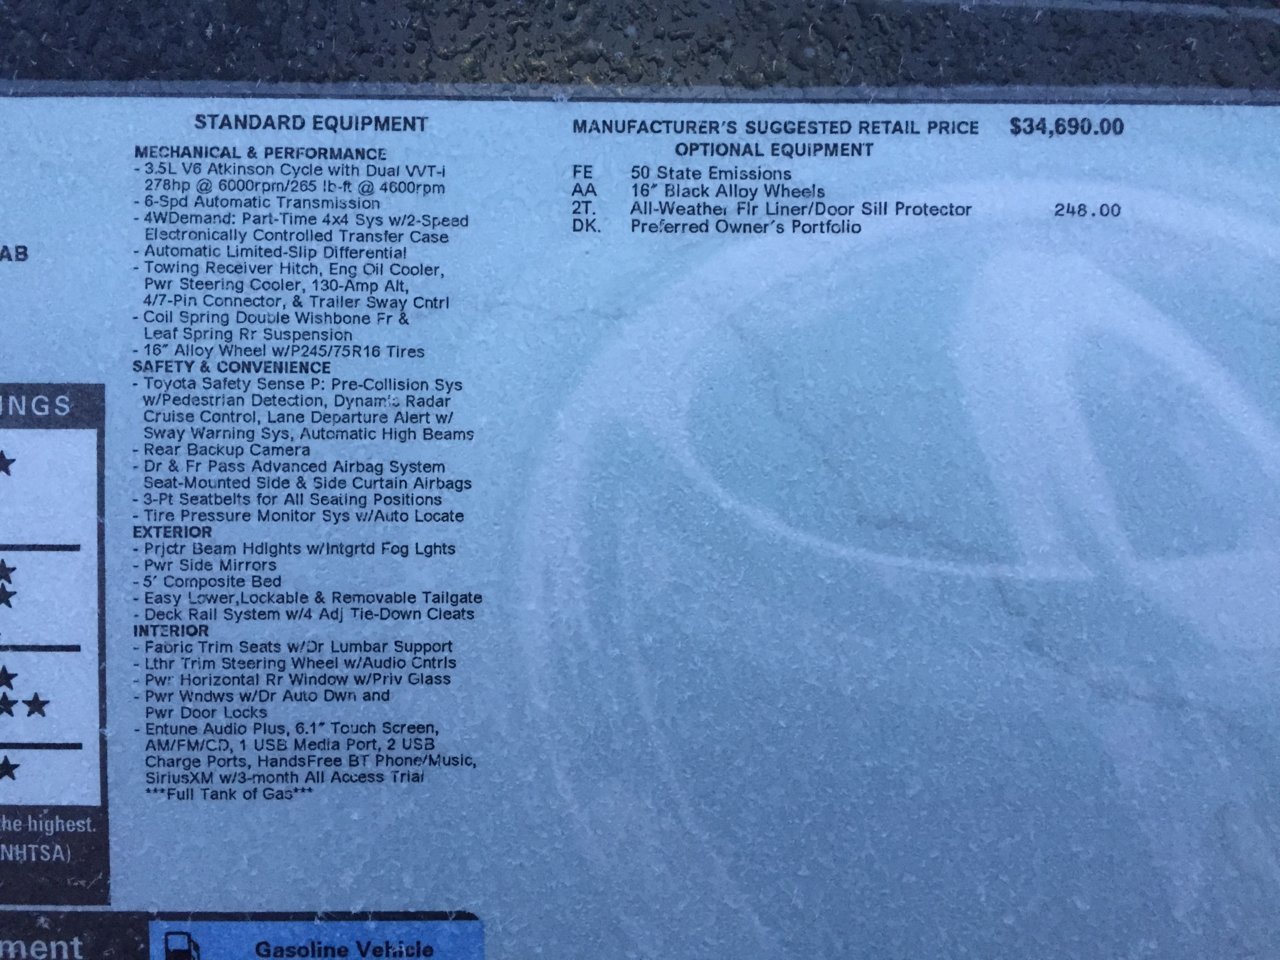 STANDARD EQUIPMENT
MECHANICAL & PERFORMANCE
- 3.5L V6 Atkinson Cycle with Dual VVT-i
278hp @ 6000rpm/265 lb-ft @ 4600rpm
- 6-Spd Automatic Transmission
- 4WDemand: Part-Time 4x4 Sys w/2-Speed
Electronically Controlled Transfer Case
- Automatic Limited-Slip Differential
- Towing Receiver Hitch, Eng Oil Cooler,
Pwr Steering Cooler, 130-Amp Alt,
4/7-Pin Connector, & Trailer Sway Cntrl
- Coil Spring Double Wishbone Fr &
Leaf Spring Rr Suspension
- 16" Alloy Wheel w/P245/75R16 Tires
SAFETY & CONVENIENCE
- Toyota Safety Sense P: Pre-Collision Sys
w/Pedestrian Detection, Dynamic Radar
Cruise Control, Lane Departure Alert w/
Sway Warning Sys, Automatic High Beams
- Rear Backup Camera
- Dr & Fr Pass Advanced Airbag System
Seat-Mounted Side & Side Curtain Airbags
- 3-Pt Seatbelts for All Seating Positions
- Tire Pressure Monitor Sys w/Auto Locate
EXTERIOR
- Prjctr Beam Hdlghts w/Intgrtd Fog Lghts
- Pwr Side Mirrors
- 5' Composite Bed
- Easy Lower,Lockable & Removable Tailgate
- Deck Rail System w/4 Adj Tie-Down Cleats
INTERIOR
- Fabric Trim Seats w/Dr Lumbar Support
- Lthr Trim Steering Wheel w/Audio Cntrls
- Pwr Horizontal Rr Window w/Priv Glass
- Pwr Wndws w/Dr Auto Dwn and
Pwr Door Locks
- Entune Audio Plus, 6.1" Touch Screen,
AM/FM/CD, 1 USB Media Port, 2 USB
Charge Ports, HandsFree BT Phone/Music,
SiriusXM w/3-month All Access Trial
***Full Tank of Gas***
MANUFACTURER'S SUGGESTED RETAIL PRICE $34,690.00
OPTIONAL EQUIPMENT
FE 50 State Emissions
AA 16" Black Alloy Wheels
2T. All-Weather Flr Liner/Door Sill Protector 248.00
DK. Preferred Owner's Portfolio
AB
INGS
the highest.
NHTSA)
ment
Gasoline Vehicle